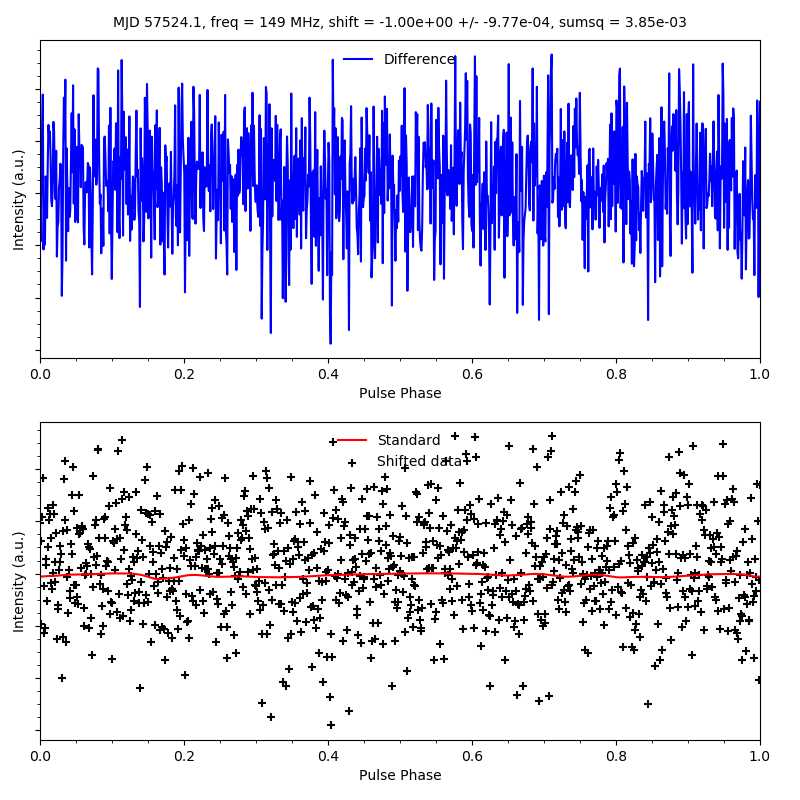 MJD 57524.1, freq = 149 MHz, shift = -1.00e+00 +/- -9.77e-04, sumsq = 3.85e-03
Difference
Intensity (a.u.)
0.0 0.2 0.4 0.6 0.8 1.0
Pulse Phase
Standard
Shifted data
Intensity (a.u.)
0.0 0.2 0.4 0.6 0.8 1.0
Pulse Phase